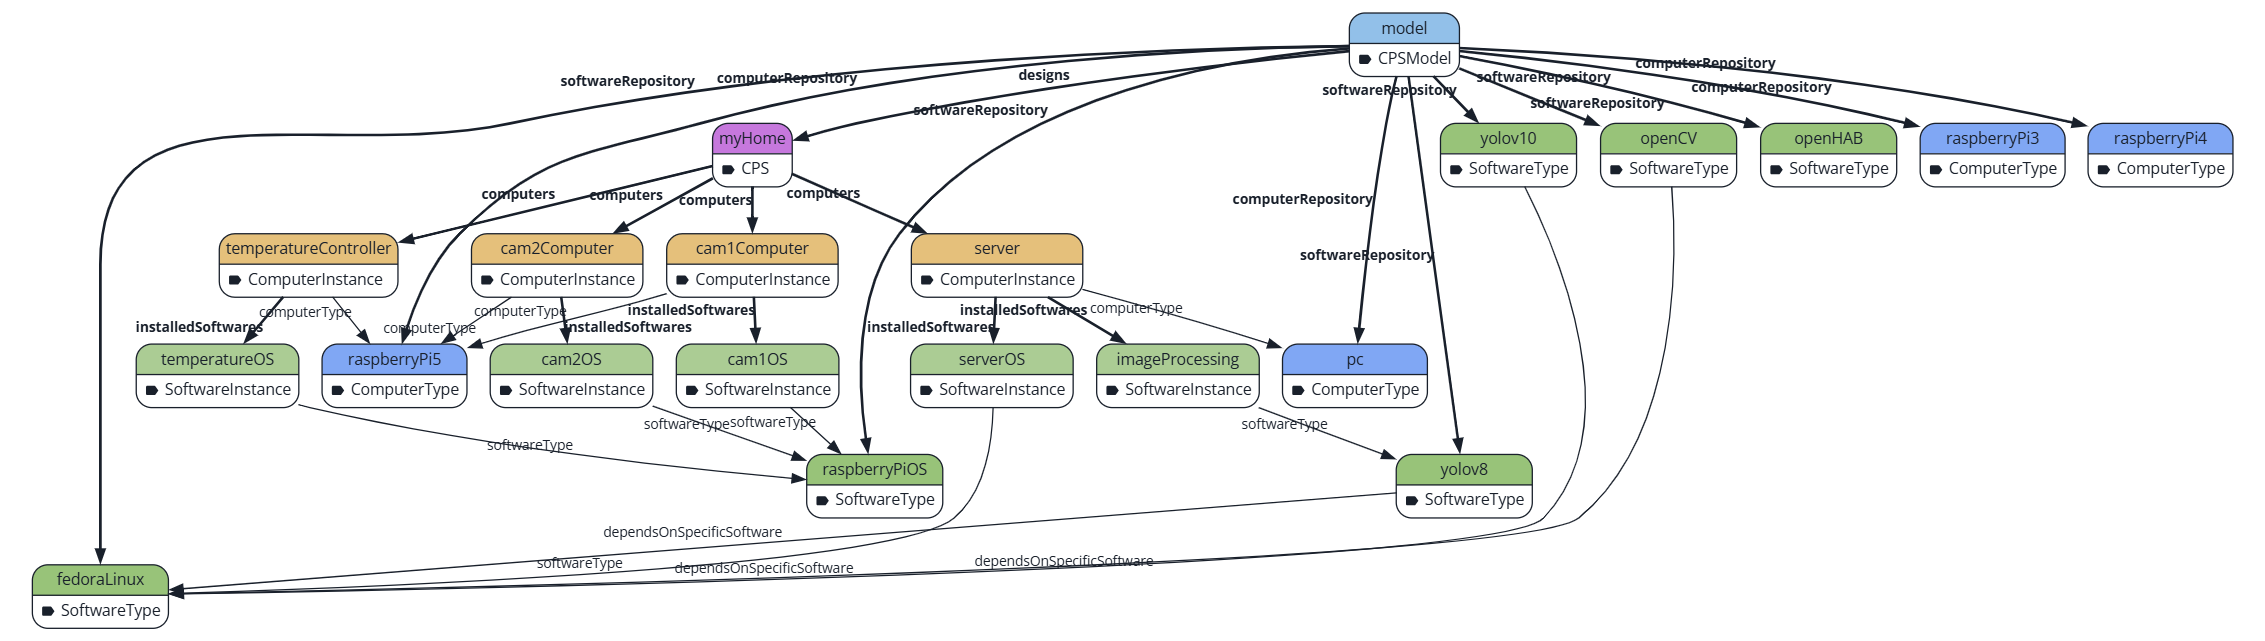 model
CPSModel
softwareRepository
computerRepository
designs
softwareRepository
softwareRepository
softwareRepository
softwareRepository
computerRepository
computerRepository
myHome
CPS
yolov10
SoftwareType
openCV
SoftwareType
openHAB
SoftwareType
raspberryPi3
ComputerType
raspberryPi4
ComputerType
computers
computers
computers
computers
computerRepository
softwareRepository
temperatureController
ComputerInstance
cam2Computer
ComputerInstance
cam1Computer
ComputerInstance
server
ComputerInstance
installedSoftwares
computerType
computerType
computerType
installedSoftwares
installedSoftwares
installedSoftwares
installedSoftwares
computerType
temperatureOS
SoftwareInstance
raspberryPi5
ComputerType
cam2OS
SoftwareInstance
cam1OS
SoftwareInstance
serverOS
SoftwareInstance
imageProcessing
SoftwareInstance
pc
ComputerType
softwareType
softwareType
softwareType
softwareType
raspberryPiOS
SoftwareType
yolov8
SoftwareType
dependsOnSpecificSoftware
softwareType
dependsOnSpecificSoftware
dependsOnSpecificSoftware
fedoraLinux
SoftwareType